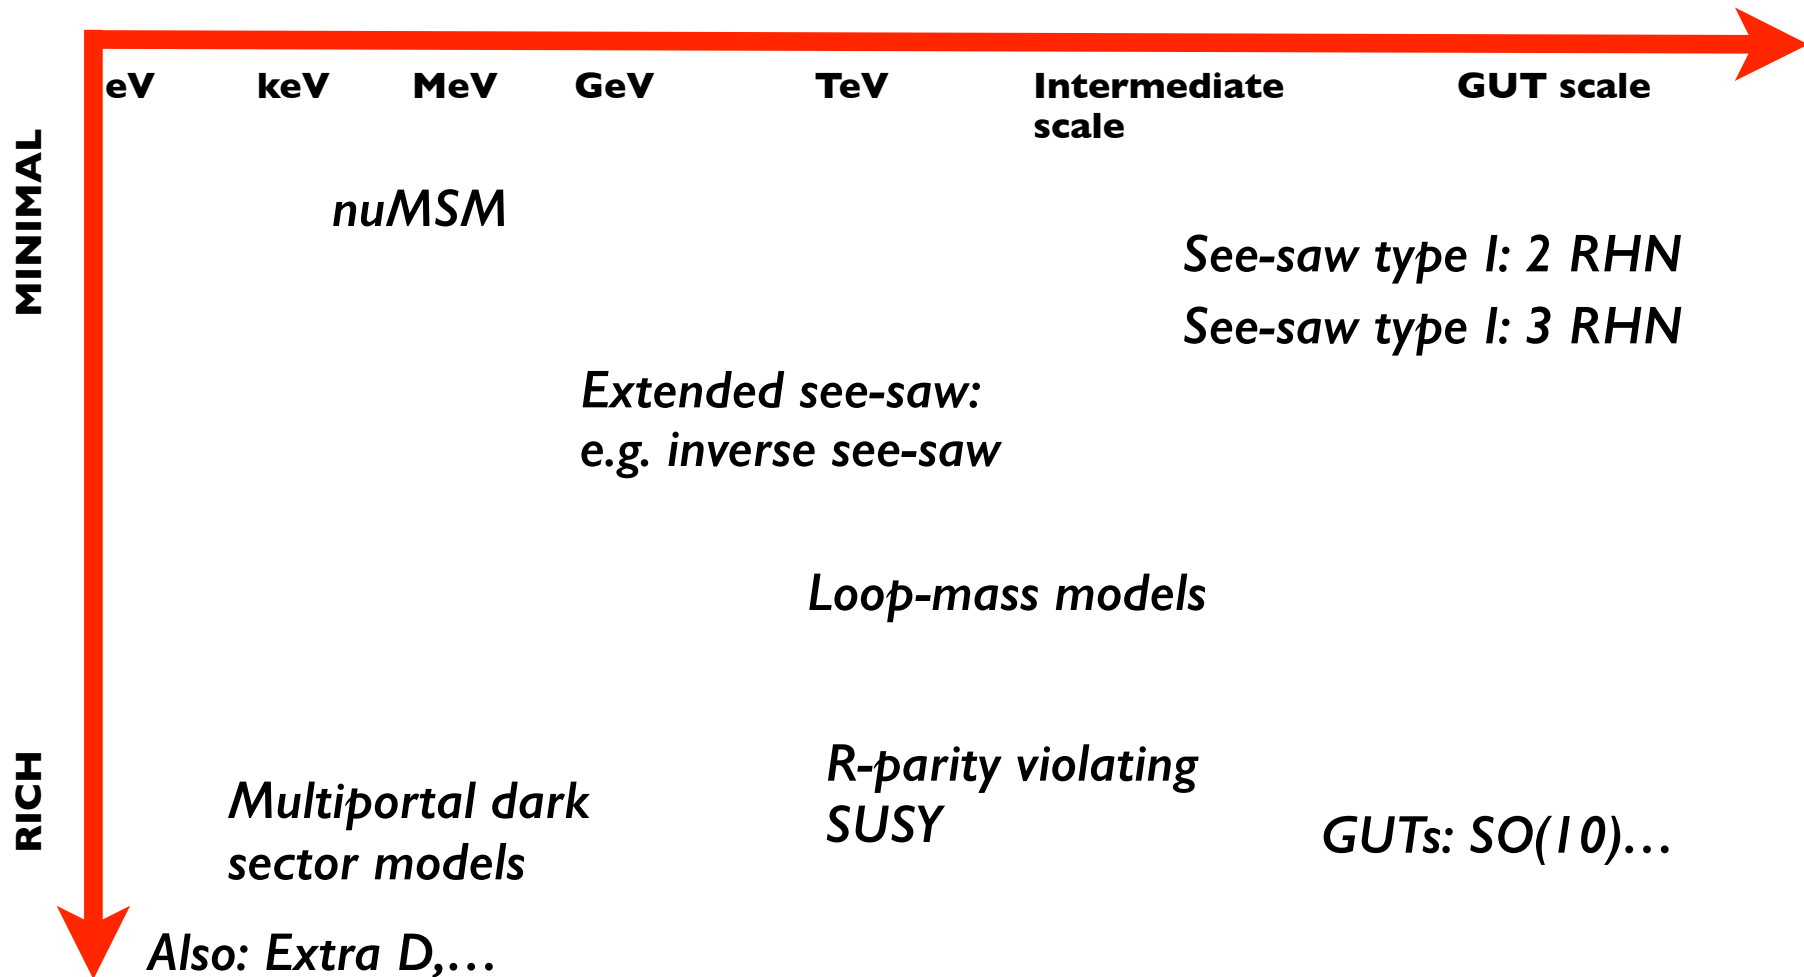 eV keV MeV GeV TeV Intermediate GUT scale
scale
MINIMAL
nuMSM
See-saw type I: 2 RHN
See-saw type I: 3 RHN
Extended see-saw:
e.g. inverse see-saw
Loop-mass models
RICH
R-parity violating
SUSY
Multiportal dark
sector models
GUTs: SO(10)…
Also: Extra D,…